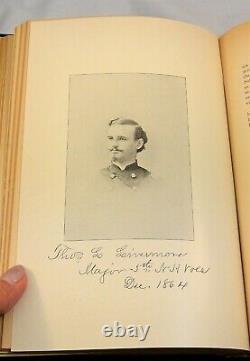 Thos L Livermore
Major 5th N H Vols
Dec. 1864